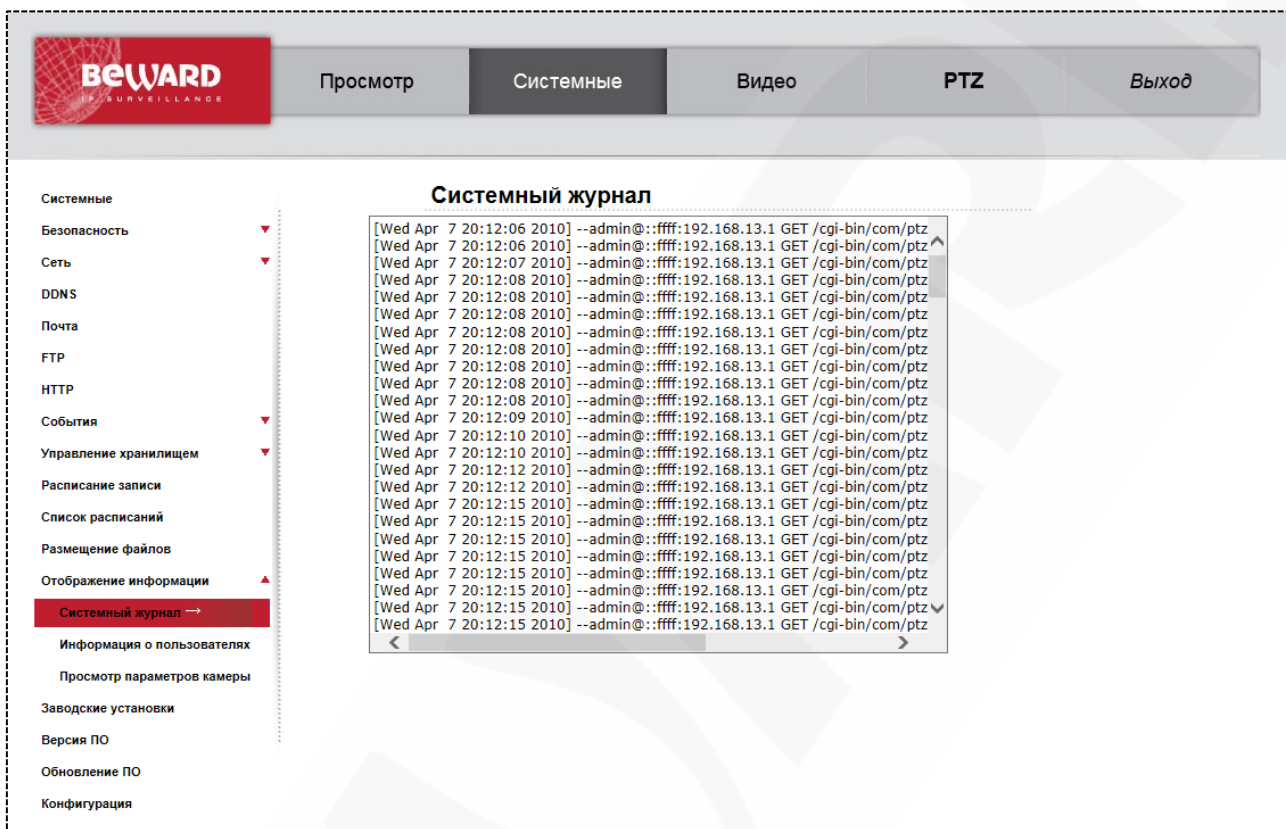 BEWARD
IP SURVEILLANCE
Просмотр
Системные
Видео
PTZ
Выход
Системные
Безопасность
Сеть
DDNS
Почта
FTP
HTTP
События
Управление хранилищем
Расписание записи
Список расписаний
Размещение файлов
Отображение информации
Системный журнал →
Информация о пользователях
Просмотр параметров камеры
Заводские установки
Версия ПО
Обновление ПО
Конфигурация
Системный журнал
[Wed Apr  7 20:12:06 2010] --admin@::ffff:192.168.13.1 GET /cgi-bin/com/ptz
[Wed Apr  7 20:12:06 2010] --admin@::ffff:192.168.13.1 GET /cgi-bin/com/ptz
[Wed Apr  7 20:12:07 2010] --admin@::ffff:192.168.13.1 GET /cgi-bin/com/ptz
[Wed Apr  7 20:12:08 2010] --admin@::ffff:192.168.13.1 GET /cgi-bin/com/ptz
[Wed Apr  7 20:12:08 2010] --admin@::ffff:192.168.13.1 GET /cgi-bin/com/ptz
[Wed Apr  7 20:12:08 2010] --admin@::ffff:192.168.13.1 GET /cgi-bin/com/ptz
[Wed Apr  7 20:12:08 2010] --admin@::ffff:192.168.13.1 GET /cgi-bin/com/ptz
[Wed Apr  7 20:12:08 2010] --admin@::ffff:192.168.13.1 GET /cgi-bin/com/ptz
[Wed Apr  7 20:12:08 2010] --admin@::ffff:192.168.13.1 GET /cgi-bin/com/ptz
[Wed Apr  7 20:12:08 2010] --admin@::ffff:192.168.13.1 GET /cgi-bin/com/ptz
[Wed Apr  7 20:12:08 2010] --admin@::ffff:192.168.13.1 GET /cgi-bin/com/ptz
[Wed Apr  7 20:12:09 2010] --admin@::ffff:192.168.13.1 GET /cgi-bin/com/ptz
[Wed Apr  7 20:12:10 2010] --admin@::ffff:192.168.13.1 GET /cgi-bin/com/ptz
[Wed Apr  7 20:12:10 2010] --admin@::ffff:192.168.13.1 GET /cgi-bin/com/ptz
[Wed Apr  7 20:12:12 2010] --admin@::ffff:192.168.13.1 GET /cgi-bin/com/ptz
[Wed Apr  7 20:12:12 2010] --admin@::ffff:192.168.13.1 GET /cgi-bin/com/ptz
[Wed Apr  7 20:12:15 2010] --admin@::ffff:192.168.13.1 GET /cgi-bin/com/ptz
[Wed Apr  7 20:12:15 2010] --admin@::ffff:192.168.13.1 GET /cgi-bin/com/ptz
[Wed Apr  7 20:12:15 2010] --admin@::ffff:192.168.13.1 GET /cgi-bin/com/ptz
[Wed Apr  7 20:12:15 2010] --admin@::ffff:192.168.13.1 GET /cgi-bin/com/ptz
[Wed Apr  7 20:12:15 2010] --admin@::ffff:192.168.13.1 GET /cgi-bin/com/ptz
[Wed Apr  7 20:12:15 2010] --admin@::ffff:192.168.13.1 GET /cgi-bin/com/ptz
[Wed Apr  7 20:12:15 2010] --admin@::ffff:192.168.13.1 GET /cgi-bin/com/ptz
[Wed Apr  7 20:12:15 2010] --admin@::ffff:192.168.13.1 GET /cgi-bin/com/ptz